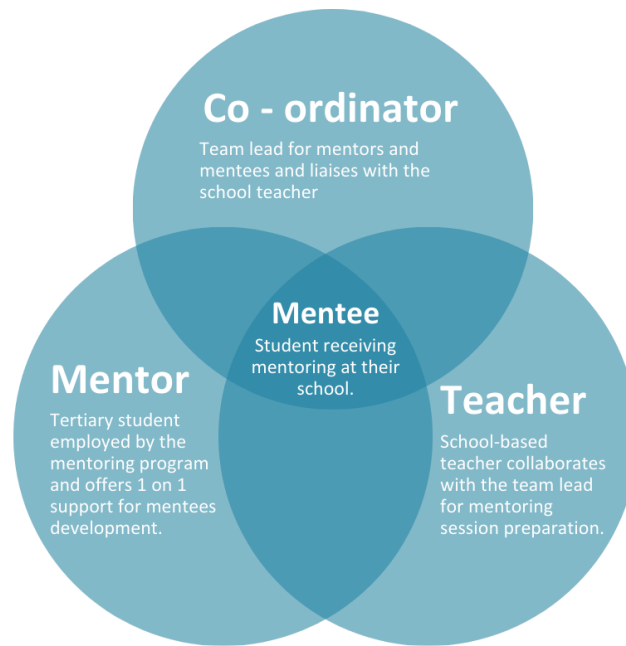 Co - ordinator
Team lead for mentors and
mentees and liaises with the
school teacher
Mentee
Student receiving
mentoring at their
school.
Mentor
Tertiary student
employed by the
mentoring program
and offers 1 on 1
support for mentees
development.
Teacher
School-based
teacher collaborates
with the team lead
for mentoring
session preparation.